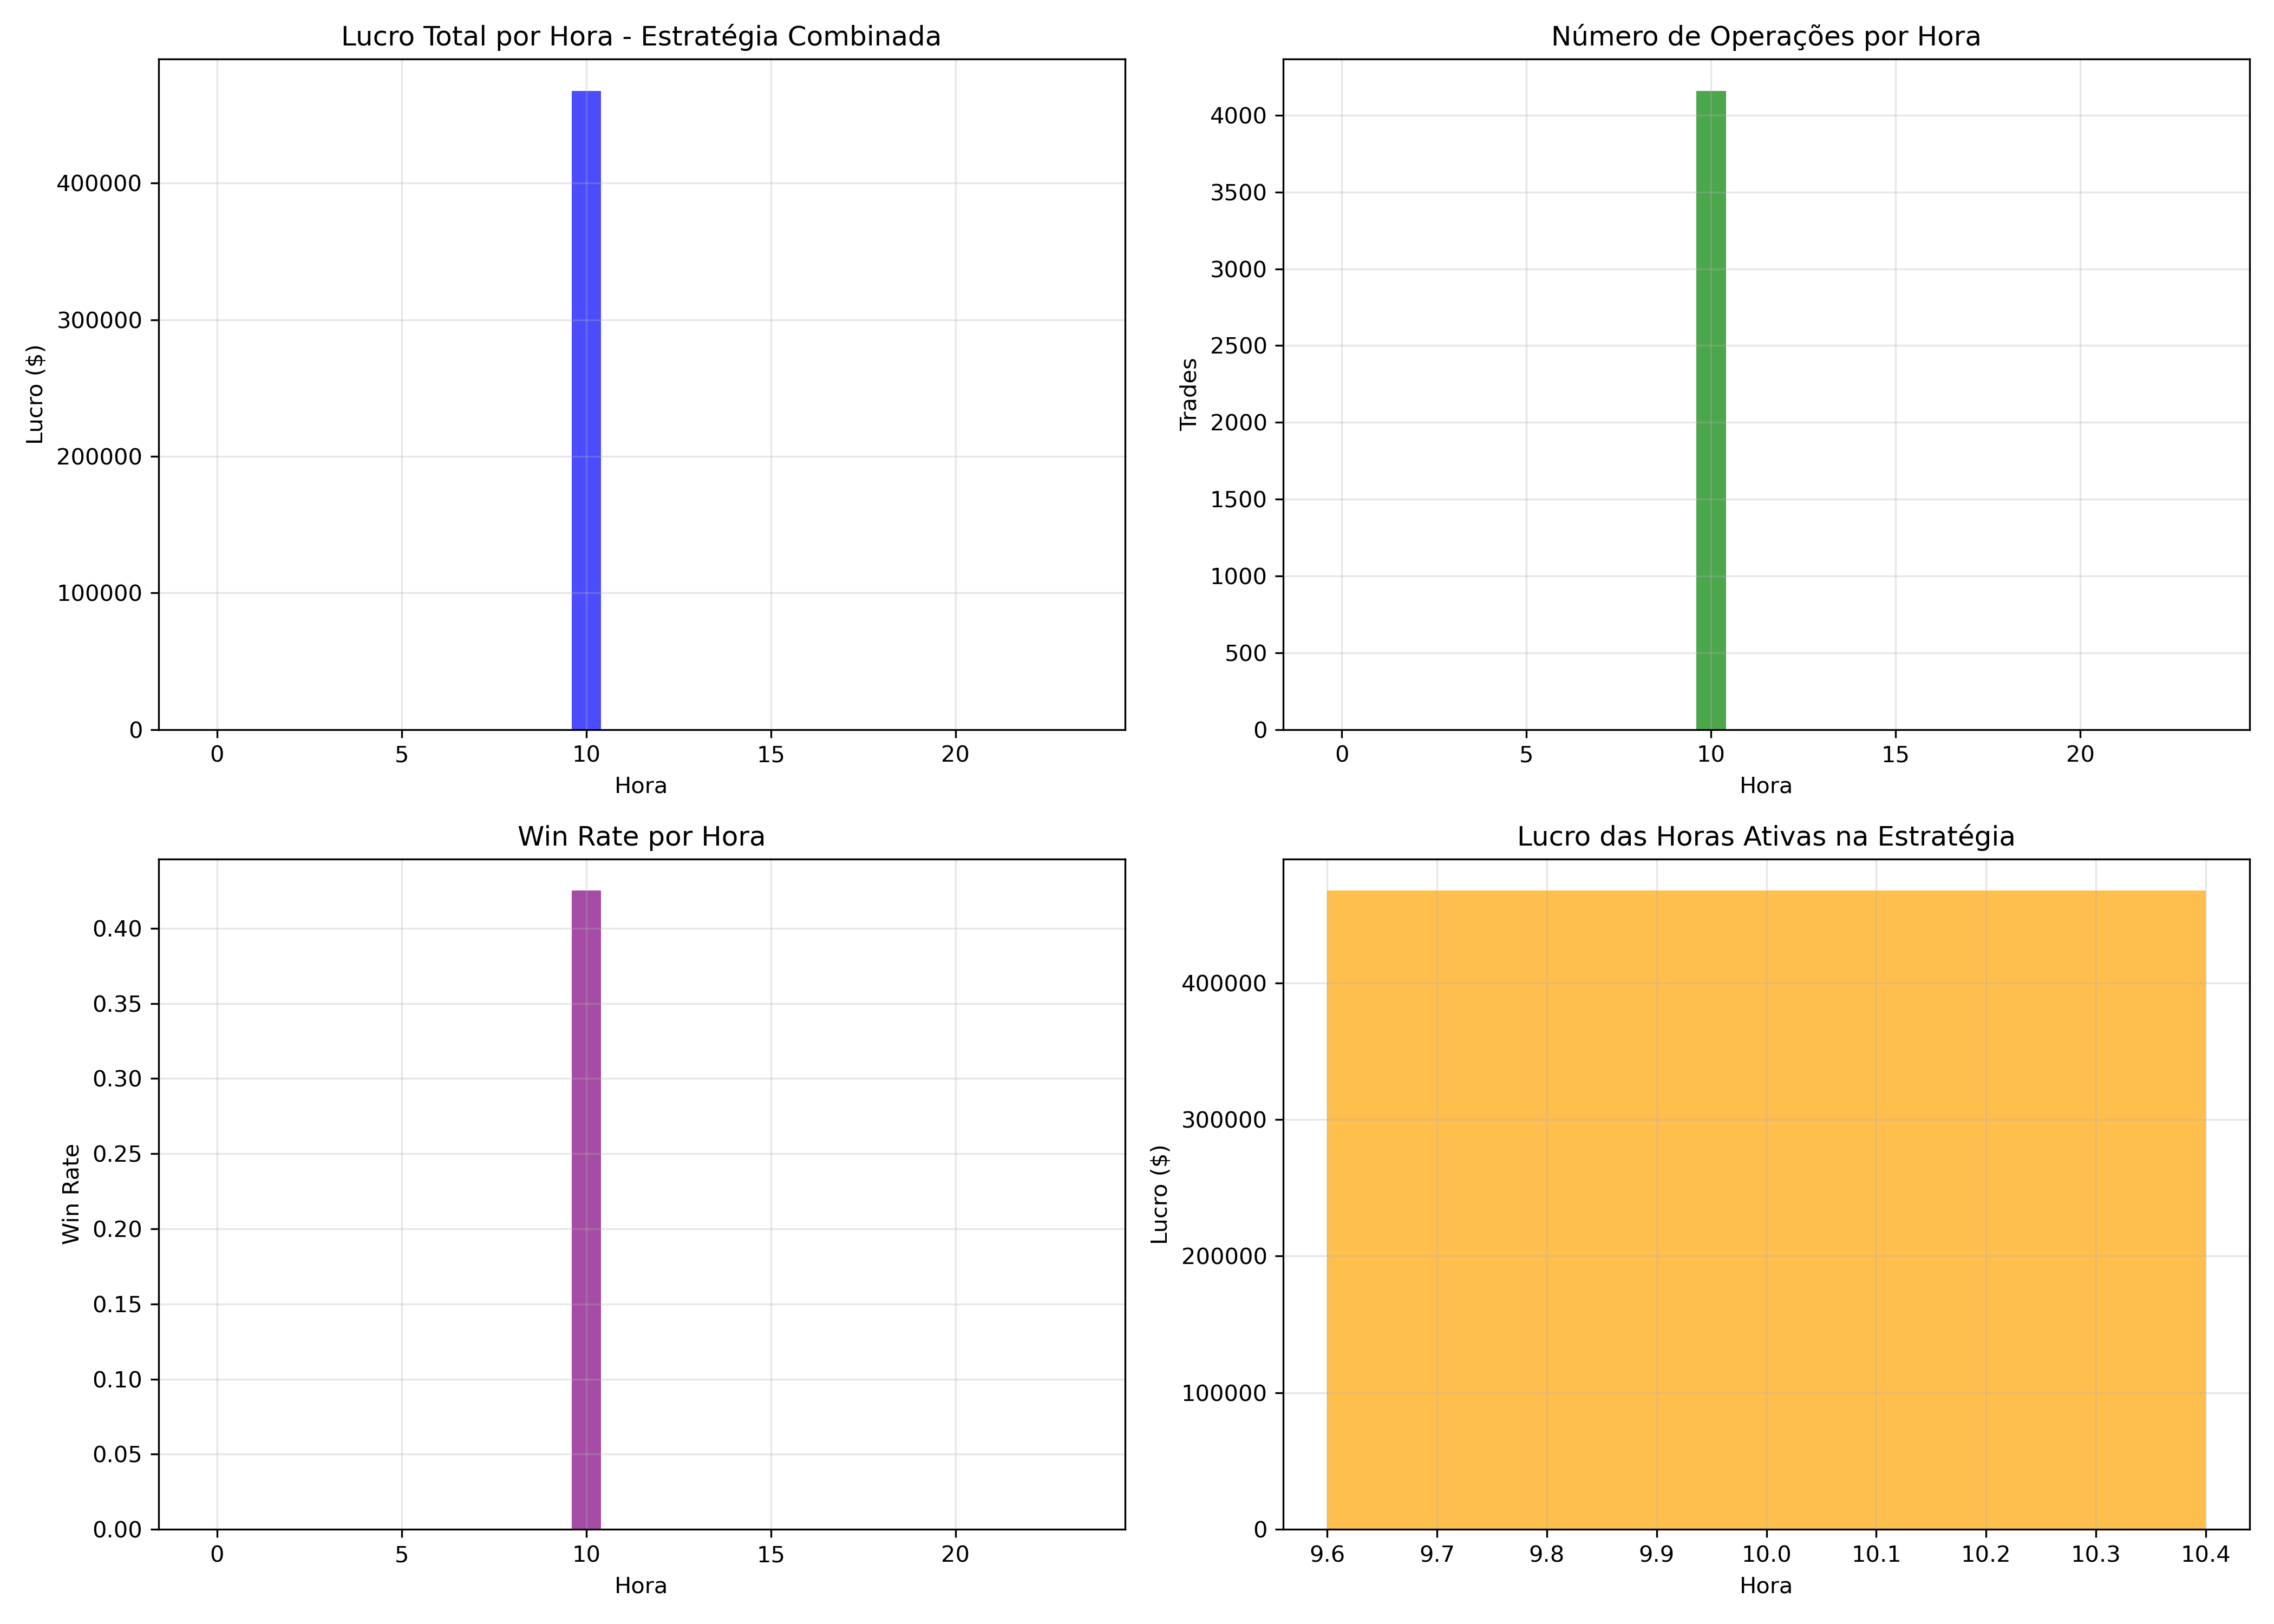 Lucro Total por Hora - Estratégia Combinada
Lucro ($)
400000
300000
200000
100000
0
0 5 10 15 20
Hora
Número de Operações por Hora
Trades
4000
3500
3000
2500
2000
1500
1000
500
0
0 5 10 15 20
Hora
Win Rate por Hora
Win Rate
0.40
0.35
0.30
0.25
0.20
0.15
0.10
0.05
0.00
0 5 10 15 20
Hora
Lucro das Horas Ativas na Estratégia
Lucro ($)
400000
300000
200000
100000
0
9.6 9.7 9.8 9.9 10.0 10.1 10.2 10.3 10.4
Hora